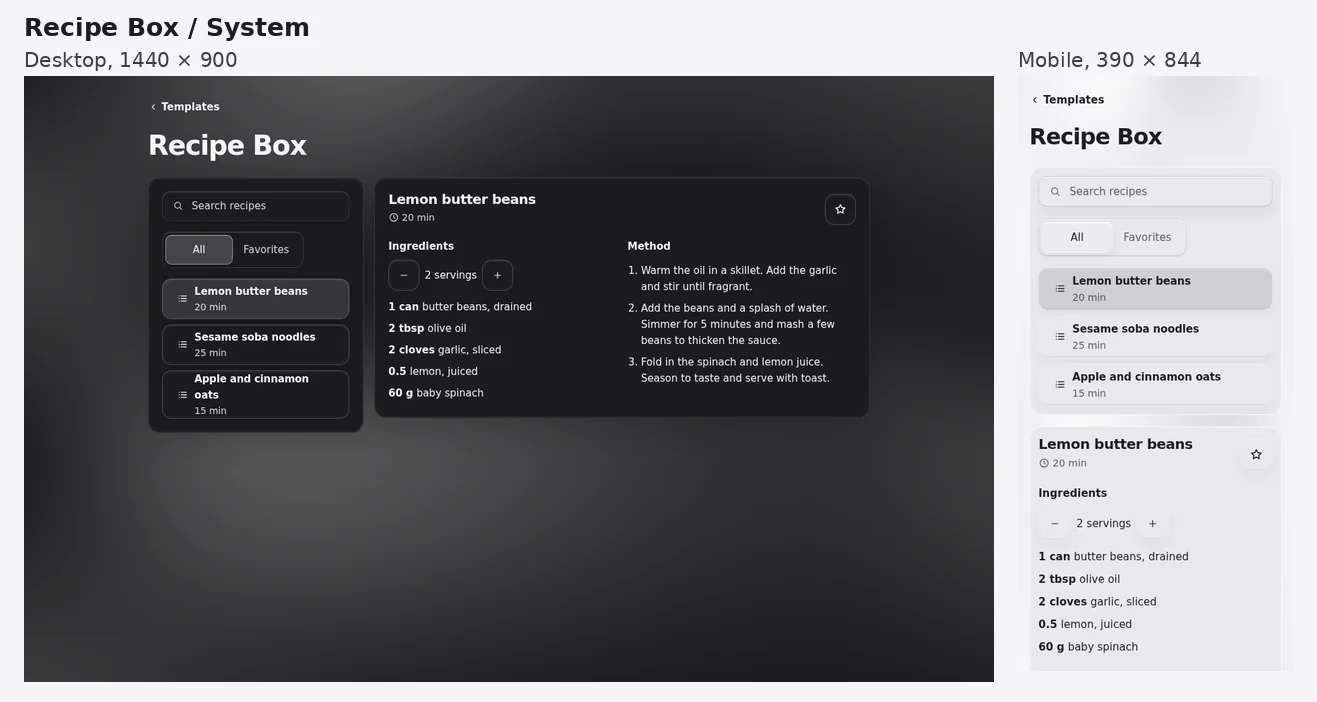 Recipe Box / System
Desktop, 1440 × 900
Templates
Recipe Box
Search recipes
All Favorites
Lemon butter beans
20 min
Sesame soba noodles
25 min
Apple and cinnamon
oats
15 min
Lemon butter beans
20 min
Ingredients
− 2 servings +
1 can butter beans, drained
2 tbsp olive oil
2 cloves garlic, sliced
0.5 lemon, juiced
60 g baby spinach
Method
1. Warm the oil in a skillet. Add the garlic
and stir until fragrant.
2. Add the beans and a splash of water.
Simmer for 5 minutes and mash a few
beans to thicken the sauce.
3. Fold in the spinach and lemon juice.
Season to taste and serve with toast.
Mobile, 390 × 844
Templates
Recipe Box
Search recipes
All Favorites
Lemon butter beans
20 min
Sesame soba noodles
25 min
Apple and cinnamon oats
15 min
Lemon butter beans
20 min
Ingredients
− 2 servings +
1 can butter beans, drained
2 tbsp olive oil
2 cloves garlic, sliced
0.5 lemon, juiced
60 g baby spinach